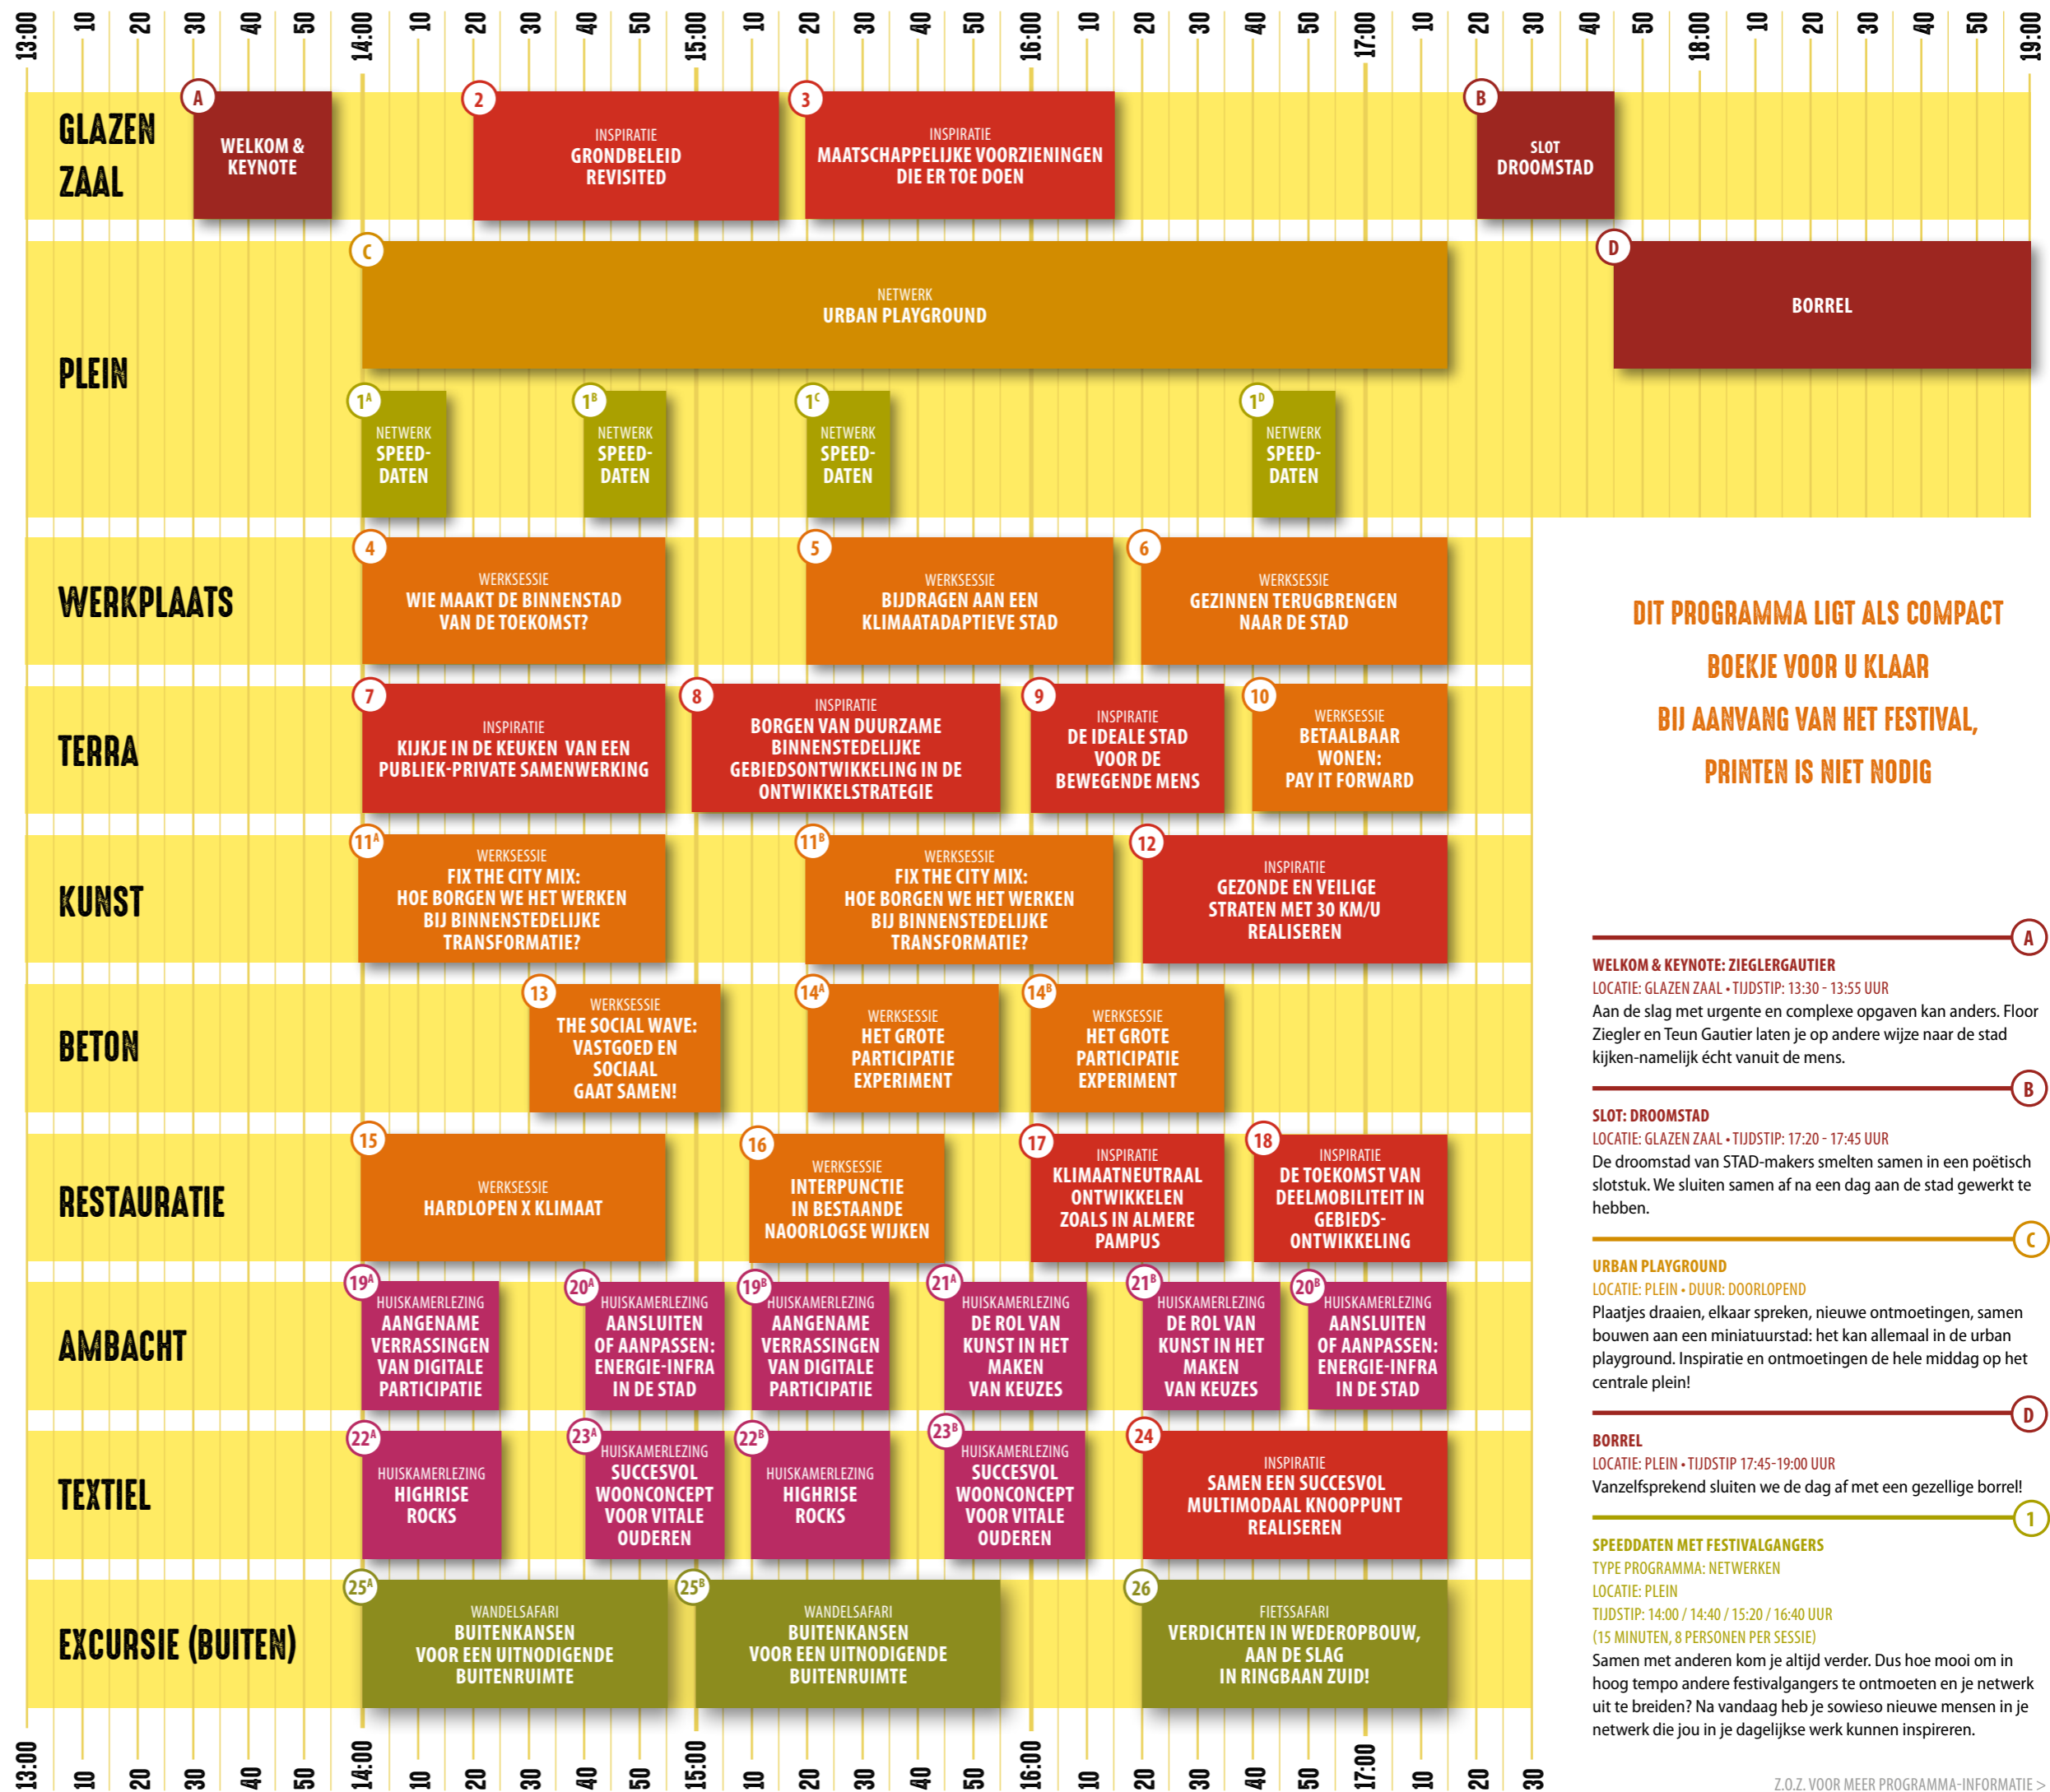 13:00 10 20 30 40 50 14:00 10 20 30 40 50 15:00 10 20 30 40 50 16:00 10 20 30 40 50 17:00 10 20 30 40 50 18:00 10 20 30 40 50 19:00
GLAZEN
ZAAL
A
WELKOM &
KEYNOTE
2
INSPIRATIE
GRONDBELEID
REVISITED
3
INSPIRATIE
MAATSCHAPPELIJKE VOORZIENINGEN
DIE ER TOE DOEN
B
SLOT
DROOMSTAD
PLEIN
C
NETWERK
URBAN PLAYGROUND
D
BORREL
1A
NETWERK
SPEED-
DATEN
1B
NETWERK
SPEED-
DATEN
1C
NETWERK
SPEED-
DATEN
1D
NETWERK
SPEED-
DATEN
WERKPLAATS
4
WERKSESSIE
WIE MAAKT DE BINNENSTAD
VAN DE TOEKOMST?
5
WERKSESSIE
BIJDRAGEN AAN EEN
KLIMAATADAPTIEVE STAD
6
WERKSESSIE
GEZINNEN TERUGBRENGEN
NAAR DE STAD
TERRA
7
INSPIRATIE
KIJKJE IN DE KEUKEN VAN EEN
PUBLIEK-PRIVATE SAMENWERKING
8
INSPIRATIE
BORGEN VAN DUURZAME
BINNENSTEDELIJKE
GEBIEDSONTWIKKELING IN DE
ONTWIKKELSTRATEGIE
9
INSPIRATIE
DE IDEALE STAD
VOOR DE
BEWEGENDE MENS
10
WERKSESSIE
BETAALBAAR
WONEN:
PAY IT FORWARD
KUNST
11A
WERKSESSIE
FIX THE CITY MIX:
HOE BORGEN WE HET WERKEN
BIJ BINNENSTEDELIJKE
TRANSFORMATIE?
11B
WERKSESSIE
FIX THE CITY MIX:
HOE BORGEN WE HET WERKEN
BIJ BINNENSTEDELIJKE
TRANSFORMATIE?
12
INSPIRATIE
GEZONDE EN VEILIGE
STRATEN MET 30 KM/U
REALISEREN
BETON
13
WERKSESSIE
THE SOCIAL WAVE:
VASTGOED EN
SOCIAAL
GAAT SAMEN!
14A
WERKSESSIE
HET GROTE
PARTICIPATIE
EXPERIMENT
14B
WERKSESSIE
HET GROTE
PARTICIPATIE
EXPERIMENT
RESTAURATIE
15
WERKSESSIE
HARDLOPEN X KLIMAAT
16
WERKSESSIE
INTERPUNCTIE
IN BESTAANDE
NAOORLOGSE WIJKEN
17
INSPIRATIE
KLIMAATNEUTRAAL
ONTWIKKELEN
ZOALS IN ALMERE
PAMPUS
18
INSPIRATIE
DE TOEKOMST VAN
DEELMOBILITEIT IN
GEBIEDS-
ONTWIKKELING
AMBACHT
19A
HUISKAMERLEZING
AANGENAME
VERRASSINGEN
VAN DIGITALE
PARTICIPATIE
20A
HUISKAMERLEZING
AANSLUITEN
OF AANPASSEN:
ENERGIE-INFRA
IN DE STAD
19B
HUISKAMERLEZING
AANGENAME
VERRASSINGEN
VAN DIGITALE
PARTICIPATIE
21A
HUISKAMERLEZING
DE ROL VAN
KUNST IN HET
MAKEN
VAN KEUZES
21B
HUISKAMERLEZING
DE ROL VAN
KUNST IN HET
MAKEN
VAN KEUZES
20B
HUISKAMERLEZING
AANSLUITEN
OF AANPASSEN:
ENERGIE-INFRA
IN DE STAD
TEXTIEL
22A
HUISKAMERLEZING
HIGHRISE
ROCKS
23A
HUISKAMERLEZING
SUCCESVOL
WOONCONCEPT
VOOR VITALE
OUDEREN
22B
HUISKAMERLEZING
HIGHRISE
ROCKS
23B
HUISKAMERLEZING
SUCCESVOL
WOONCONCEPT
VOOR VITALE
OUDEREN
24
INSPIRATIE
SAMEN EEN SUCCESVOL
MULTIMODAAL KNOOPPUNT
REALISEREN
EXCURSIE (BUITEN)
25A
WANDELSAFARI
BUITENKANSEN
VOOR EEN UITNODIGENDE
BUITENRUIMTE
25B
WANDELSAFARI
BUITENKANSEN
VOOR EEN UITNODIGENDE
BUITENRUIMTE
26
FIETSSAFARI
VERDICHTEN IN WEDEROPBOUW,
AAN DE SLAG
IN RINGBAAN ZUID!
13:00 10 20 30 40 50 14:00 10 20 30 40 50 15:00 10 20 30 40 50 16:00 10 20 30 40 50 17:00 10 20 30
DIT PROGRAMMA LIGT ALS COMPACT
BOEKJE VOOR U KLAAR
BIJ AANVANG VAN HET FESTIVAL,
PRINTEN IS NIET NODIG
A
WELKOM & KEYNOTE: ZIEGLERGAUTIER
LOCATIE: GLAZEN ZAAL • TIJDSTIP: 13:30 - 13:55 UUR
Aan de slag met urgente en complexe opgaven kan anders. Floor
Ziegler en Teun Gautier laten je op andere wijze naar de stad
kijken-namelijk écht vanuit de mens.
B
SLOT: DROOMSTAD
LOCATIE: GLAZEN ZAAL • TIJDSTIP: 17:20 - 17:45 UUR
De droomstad van STAD-makers smelten samen in een poëtisch
slotstuk. We sluiten samen af na een dag aan de stad gewerkt te
hebben.
C
URBAN PLAYGROUND
LOCATIE: PLEIN • DUUR: DOORLOPEND
Plaatjes draaien, elkaar spreken, nieuwe ontmoetingen, samen
bouwen aan een miniatuurstad: het kan allemaal in de urban
playground. Inspiratie en ontmoetingen de hele middag op het
centrale plein!
D
BORREL
LOCATIE: PLEIN • TIJDSTIP 17:45-19:00 UUR
Vanzelfsprekend sluiten we de dag af met een gezellige borrel!
1
SPEEDDATEN MET FESTIVALGANGERS
TYPE PROGRAMMA: NETWERKEN
LOCATIE: PLEIN
TIJDSTIP: 14:00 / 14:40 / 15:20 / 16:40 UUR
(15 MINUTEN, 8 PERSONEN PER SESSIE)
Samen met anderen kom je altijd verder. Dus hoe mooi om in
hoog tempo andere festivalgangers te ontmoeten en je netwerk
uit te breiden? Na vandaag heb je sowieso nieuwe mensen in je
netwerk die jou in je dagelijkse werk kunnen inspireren.
Z.O.Z. VOOR MEER PROGRAMMA-INFORMATIE >